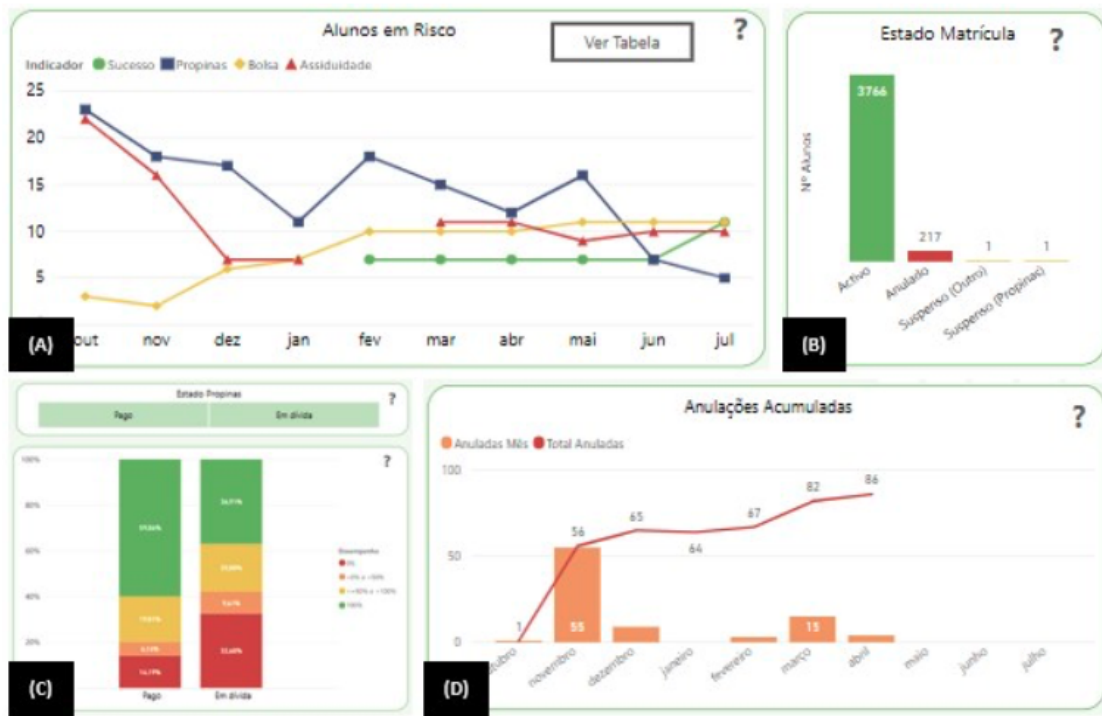 Alunos em Risco
Ver Tabela
?
Indicador Sucesso Propinas Bolsa Assiduidade
25
20
15
10
5
out nov dez jan fev mar abr mai jun jul
(A)
Estado Matrícula
?
Nº Alunos
3766
217
1
1
Activo
Anulado
Suspenso (Outro)
Suspenso (Propinas)
(B)
Estado Propinas
?
Pago
Em dívida
?
100%
80%
60%
40%
20%
Desempenho
Pago
Em dívida
(C)
Anulações Acumuladas
?
Anuladas Mês Total Anuladas
100
50
0
1
56
65
64
67
82
86
55
15
novembro
dezembro
janeiro
fevereiro
março
abril
maio
junho
julho
(D)